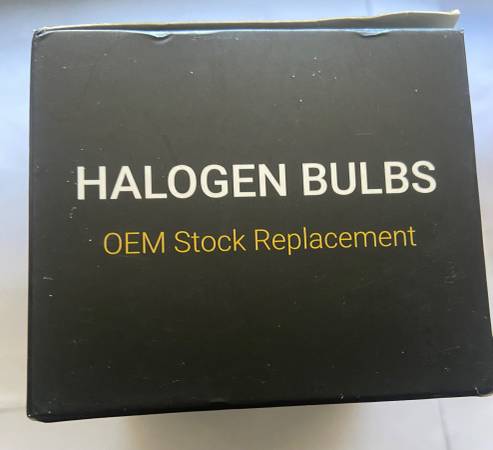 HALOGEN BULBS
OEM Stock Replacement